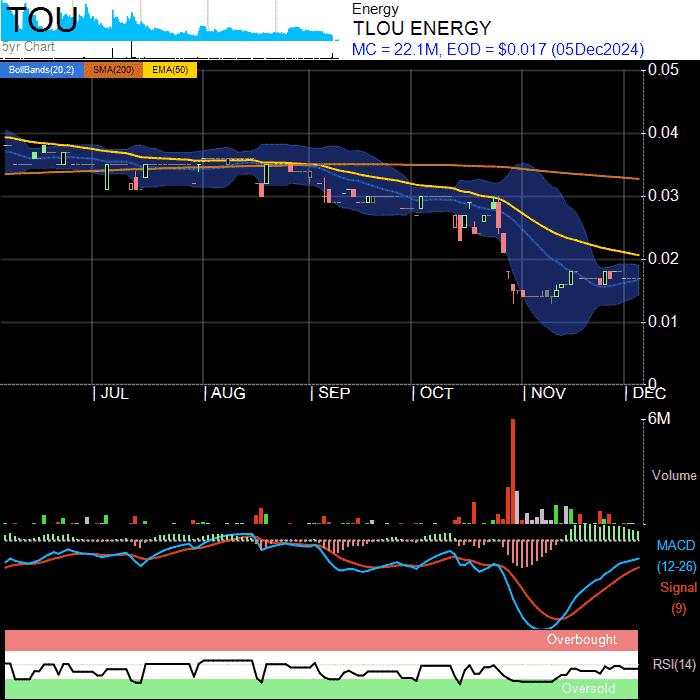 TOU
5yr Chart
Energy
TLOU ENERGY
MC = 22.1M, EOD = $0.017 (05Dec2024)
BollBands(20,2) SMA(200) EMA(50)
0.05
0.04
0.03
0.02
0.01
0
| JUL | AUG | SEP | OCT | NOV | DEC
6M
Volume
MACD
(12-26)
Signal
(9)
Overbought
RSI(14)
Oversold